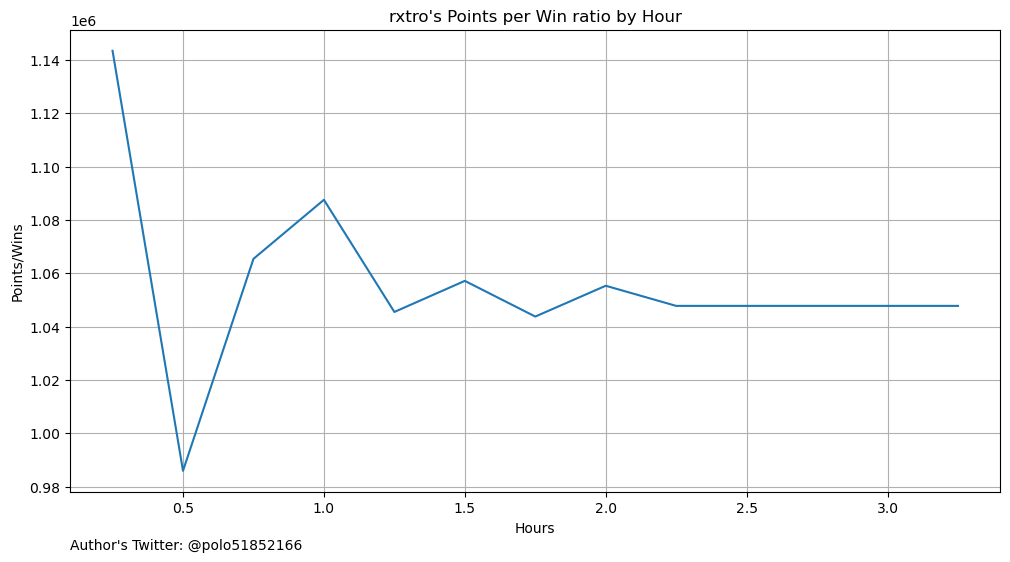 rxtro's Points per Win ratio by Hour
1e6
1.14
1.12
1.10
1.08
1.06
1.04
1.02
1.00
0.98
Points/Wins
0.5 1.0 1.5 2.0 2.5 3.0
Hours
Author's Twitter: @polo51852166